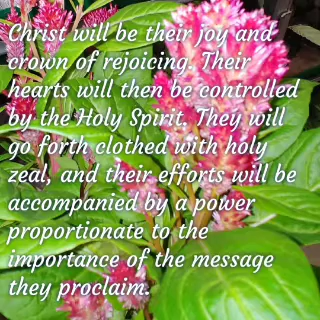 Christ will be their joy and
crown of rejoicing. Their
hearts will then be controlled
by the Holy Spirit. They will
go forth clothed with holy
zeal, and their efforts will be
accompanied by a power
proportionate to the
importance of the message
they proclaim.